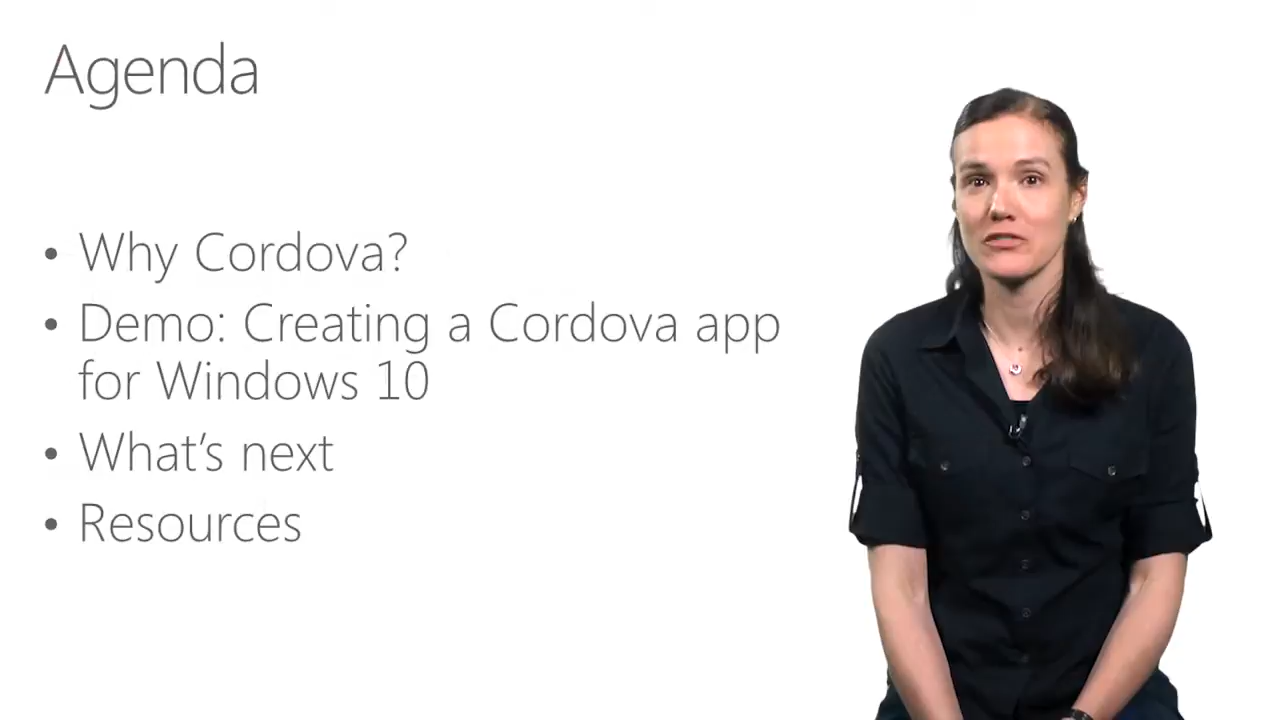 Agenda
• Why Cordova?
• Demo: Creating a Cordova app
for Windows 10
• What's next
• Resources